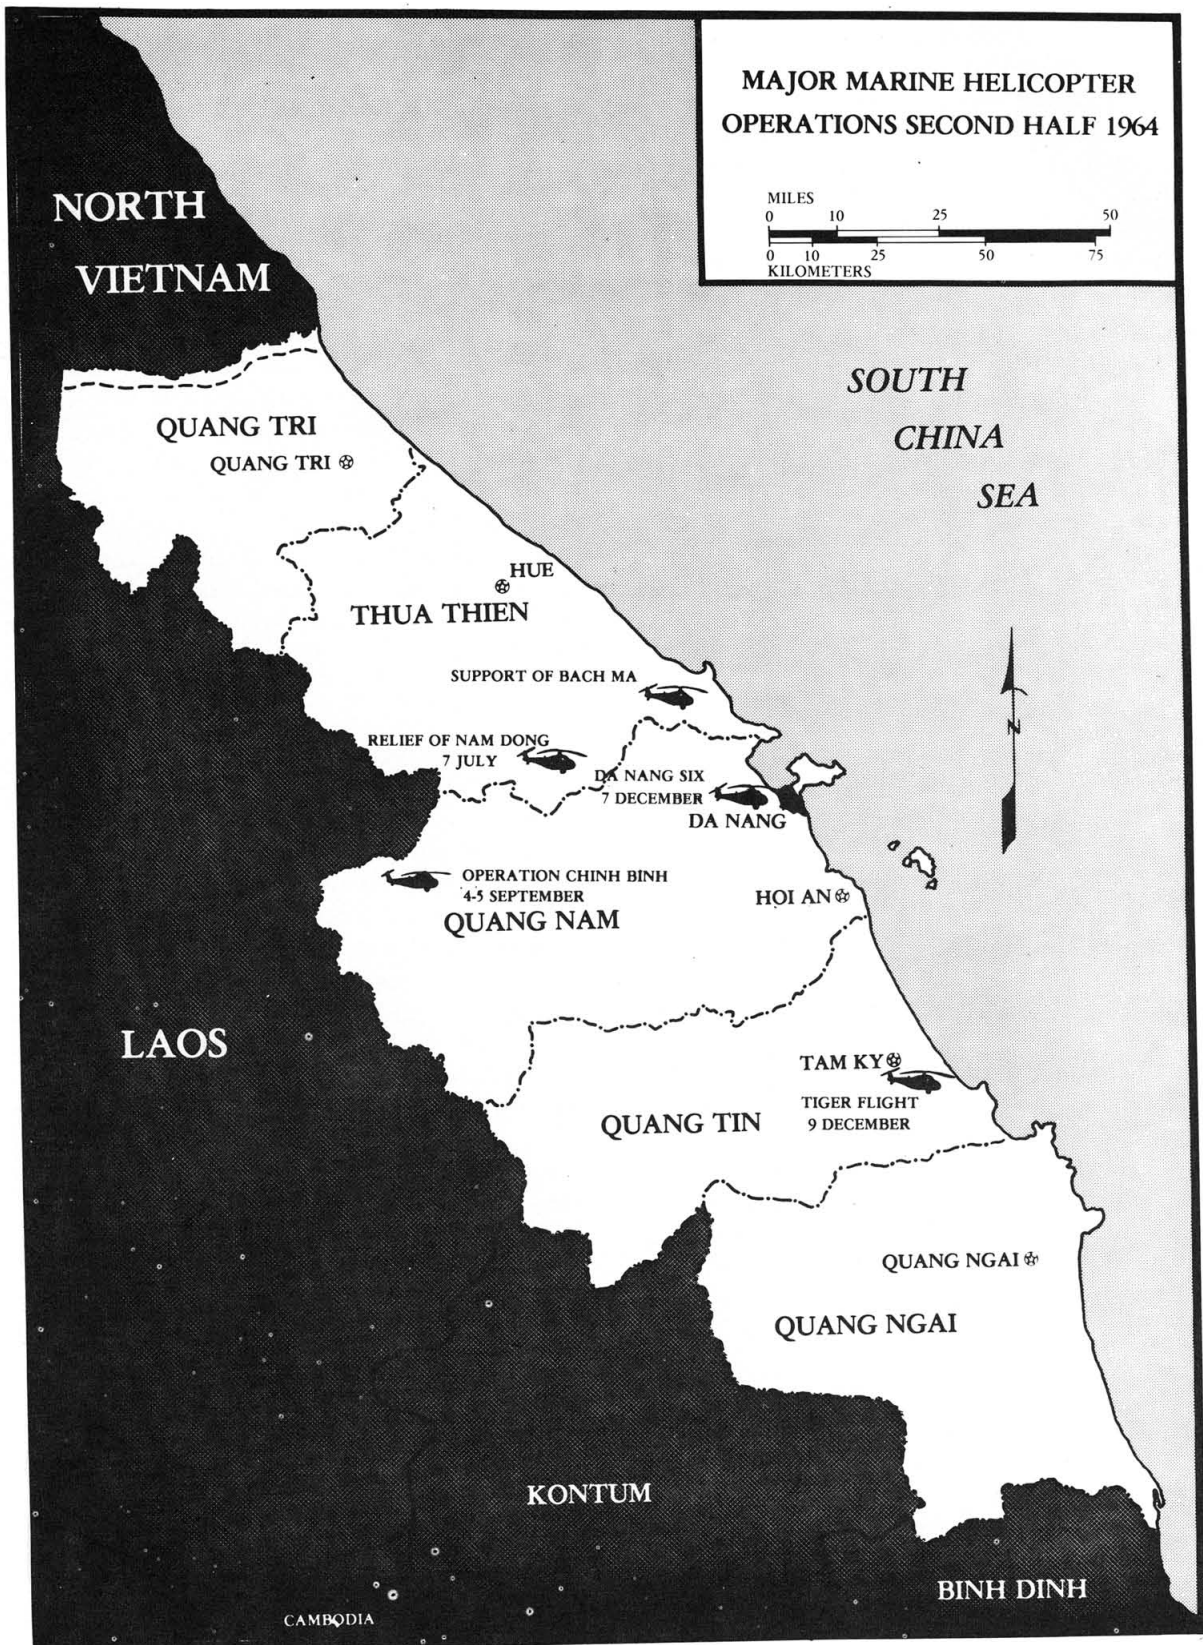 MAJOR MARINE HELICOPTER
OPERATIONS SECOND HALF 1964
MILES
0 10 25 50
0 10 25 50 75
KILOMETERS
NORTH
VIETNAM
SOUTH
CHINA
SEA
QUANG TRI
QUANG TRI
HUE
THUA THIEN
SUPPORT OF BACH MA
N
RELIEF OF NAM DONG
7 JULY
DA NANG SIX
7 DECEMBER
DA NANG
OPERATION CHINH BINH
4-5 SEPTEMBER
HOI AN
QUANG NAM
LAOS
TAM KY
TIGER FLIGHT
9 DECEMBER
QUANG TIN
QUANG NGAI
QUANG NGAI
KONTUM
BINH DINH
CAMBODIA